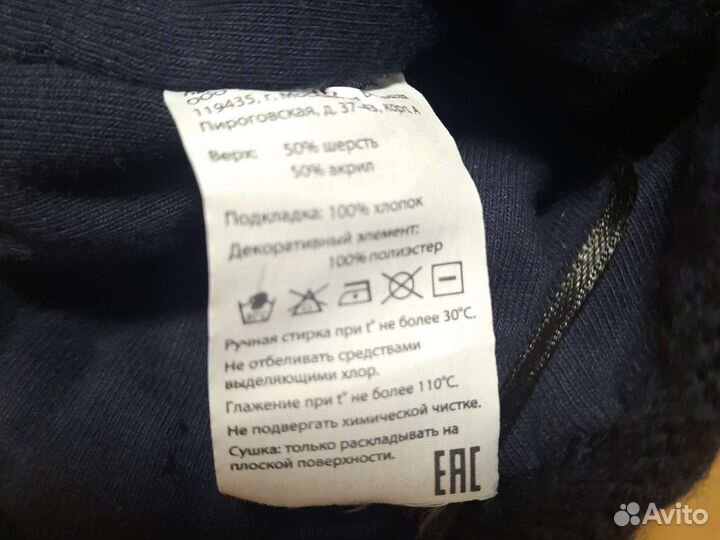 ООО
119435, г.
Пироговская, д. 37-43, корп. А
Верх: 50% шерсть
50% акрил
Подкладка: 100% хлопок
Декоративный элемент:
100% полиэстер
Ручная стирка при t° не более 30°C.
Не отбеливать средствами
выделяющими хлор.
Глажение при t° не более 110°C.
Не подвергать химической чистке.
Сушка: только раскладывать на
плоской поверхности.
EAC
Avito